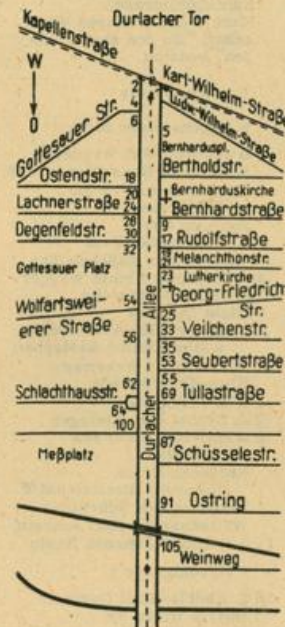 Durlacher Tor
Kapellenstraße
W
O
Karl-Wilhelm-Straße
Ludw.-Wilhelm-Straße
2
4
6
Gottesauer Str.
5
Bernharduspl.
Bertholdstr.
Ostendstr. 18
20
Lachnerstraße 24
Bernharduskirche
Bernhardstraße
28
Degenfeldstr. 30
32
9
17 Rudolfstraße
Melanchthonstr.
Gottesauer Platz
23 Lutherkirche
Georg-Friedrich
Str.
Wolfartswei-
erer Straße
54
56
25
33 Veilchenstr.
35
53 Seubertstraße
55
69 Tullastraße
62
Schlachthausstr.
64
100
Durlacher Allee
Meßplatz
87
Schüsselestr.
91 Ostring
105
Weinweg